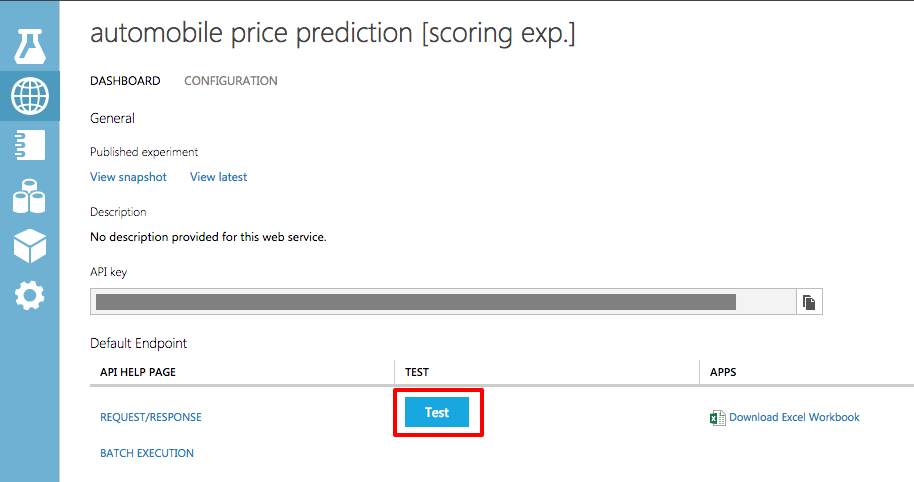 automobile price prediction [scoring exp.]
DASHBOARD CONFIGURATION
General
Published experiment
View snapshot View latest
Description
No description provided for this web service.
API key
Default Endpoint
API HELP PAGE TEST APPS
REQUEST/RESPONSE Test Download Excel Workbook
BATCH EXECUTION